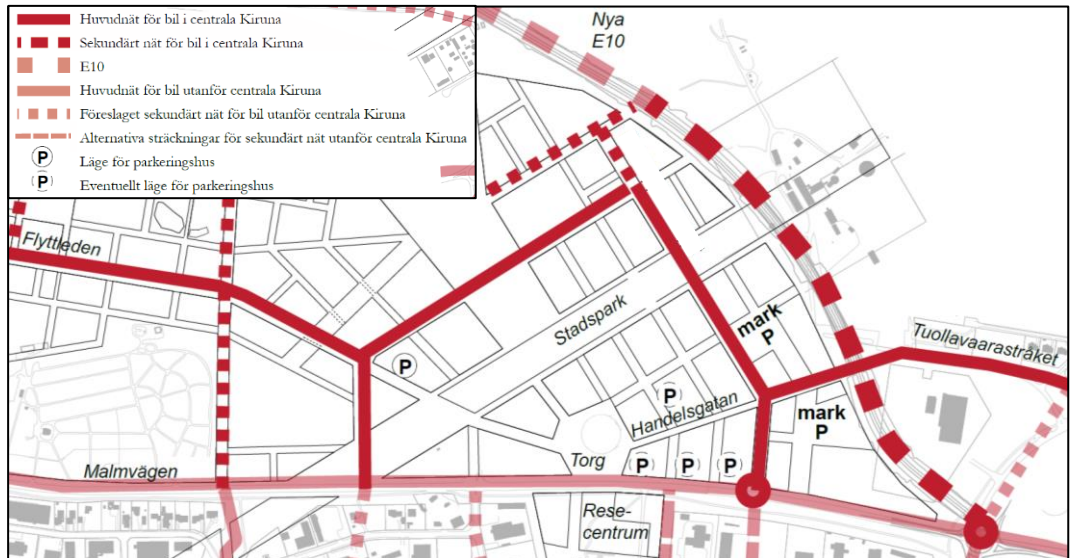 Huvudnät för bil i centrala Kiruna
Sekundärt nät för bil i centrala Kiruna
E10
Huvudnät för bil utanför centrala Kiruna
Föreslaget sekundärt nät för bil utanför centrala Kiruna
Alternativa sträckningar för sekundärt nät utanför centrala Kiruna
P Läge för parkeringshus
(P) Eventuellt läge för parkeringshus
Nya
E10
Flyttleden
Stadspark
mark
P
Tuollavaarastråket
P
(P)
Handelsgatan
mark
P
Malmvägen
Torg
(P) (P) (P)
Rese-
centrum